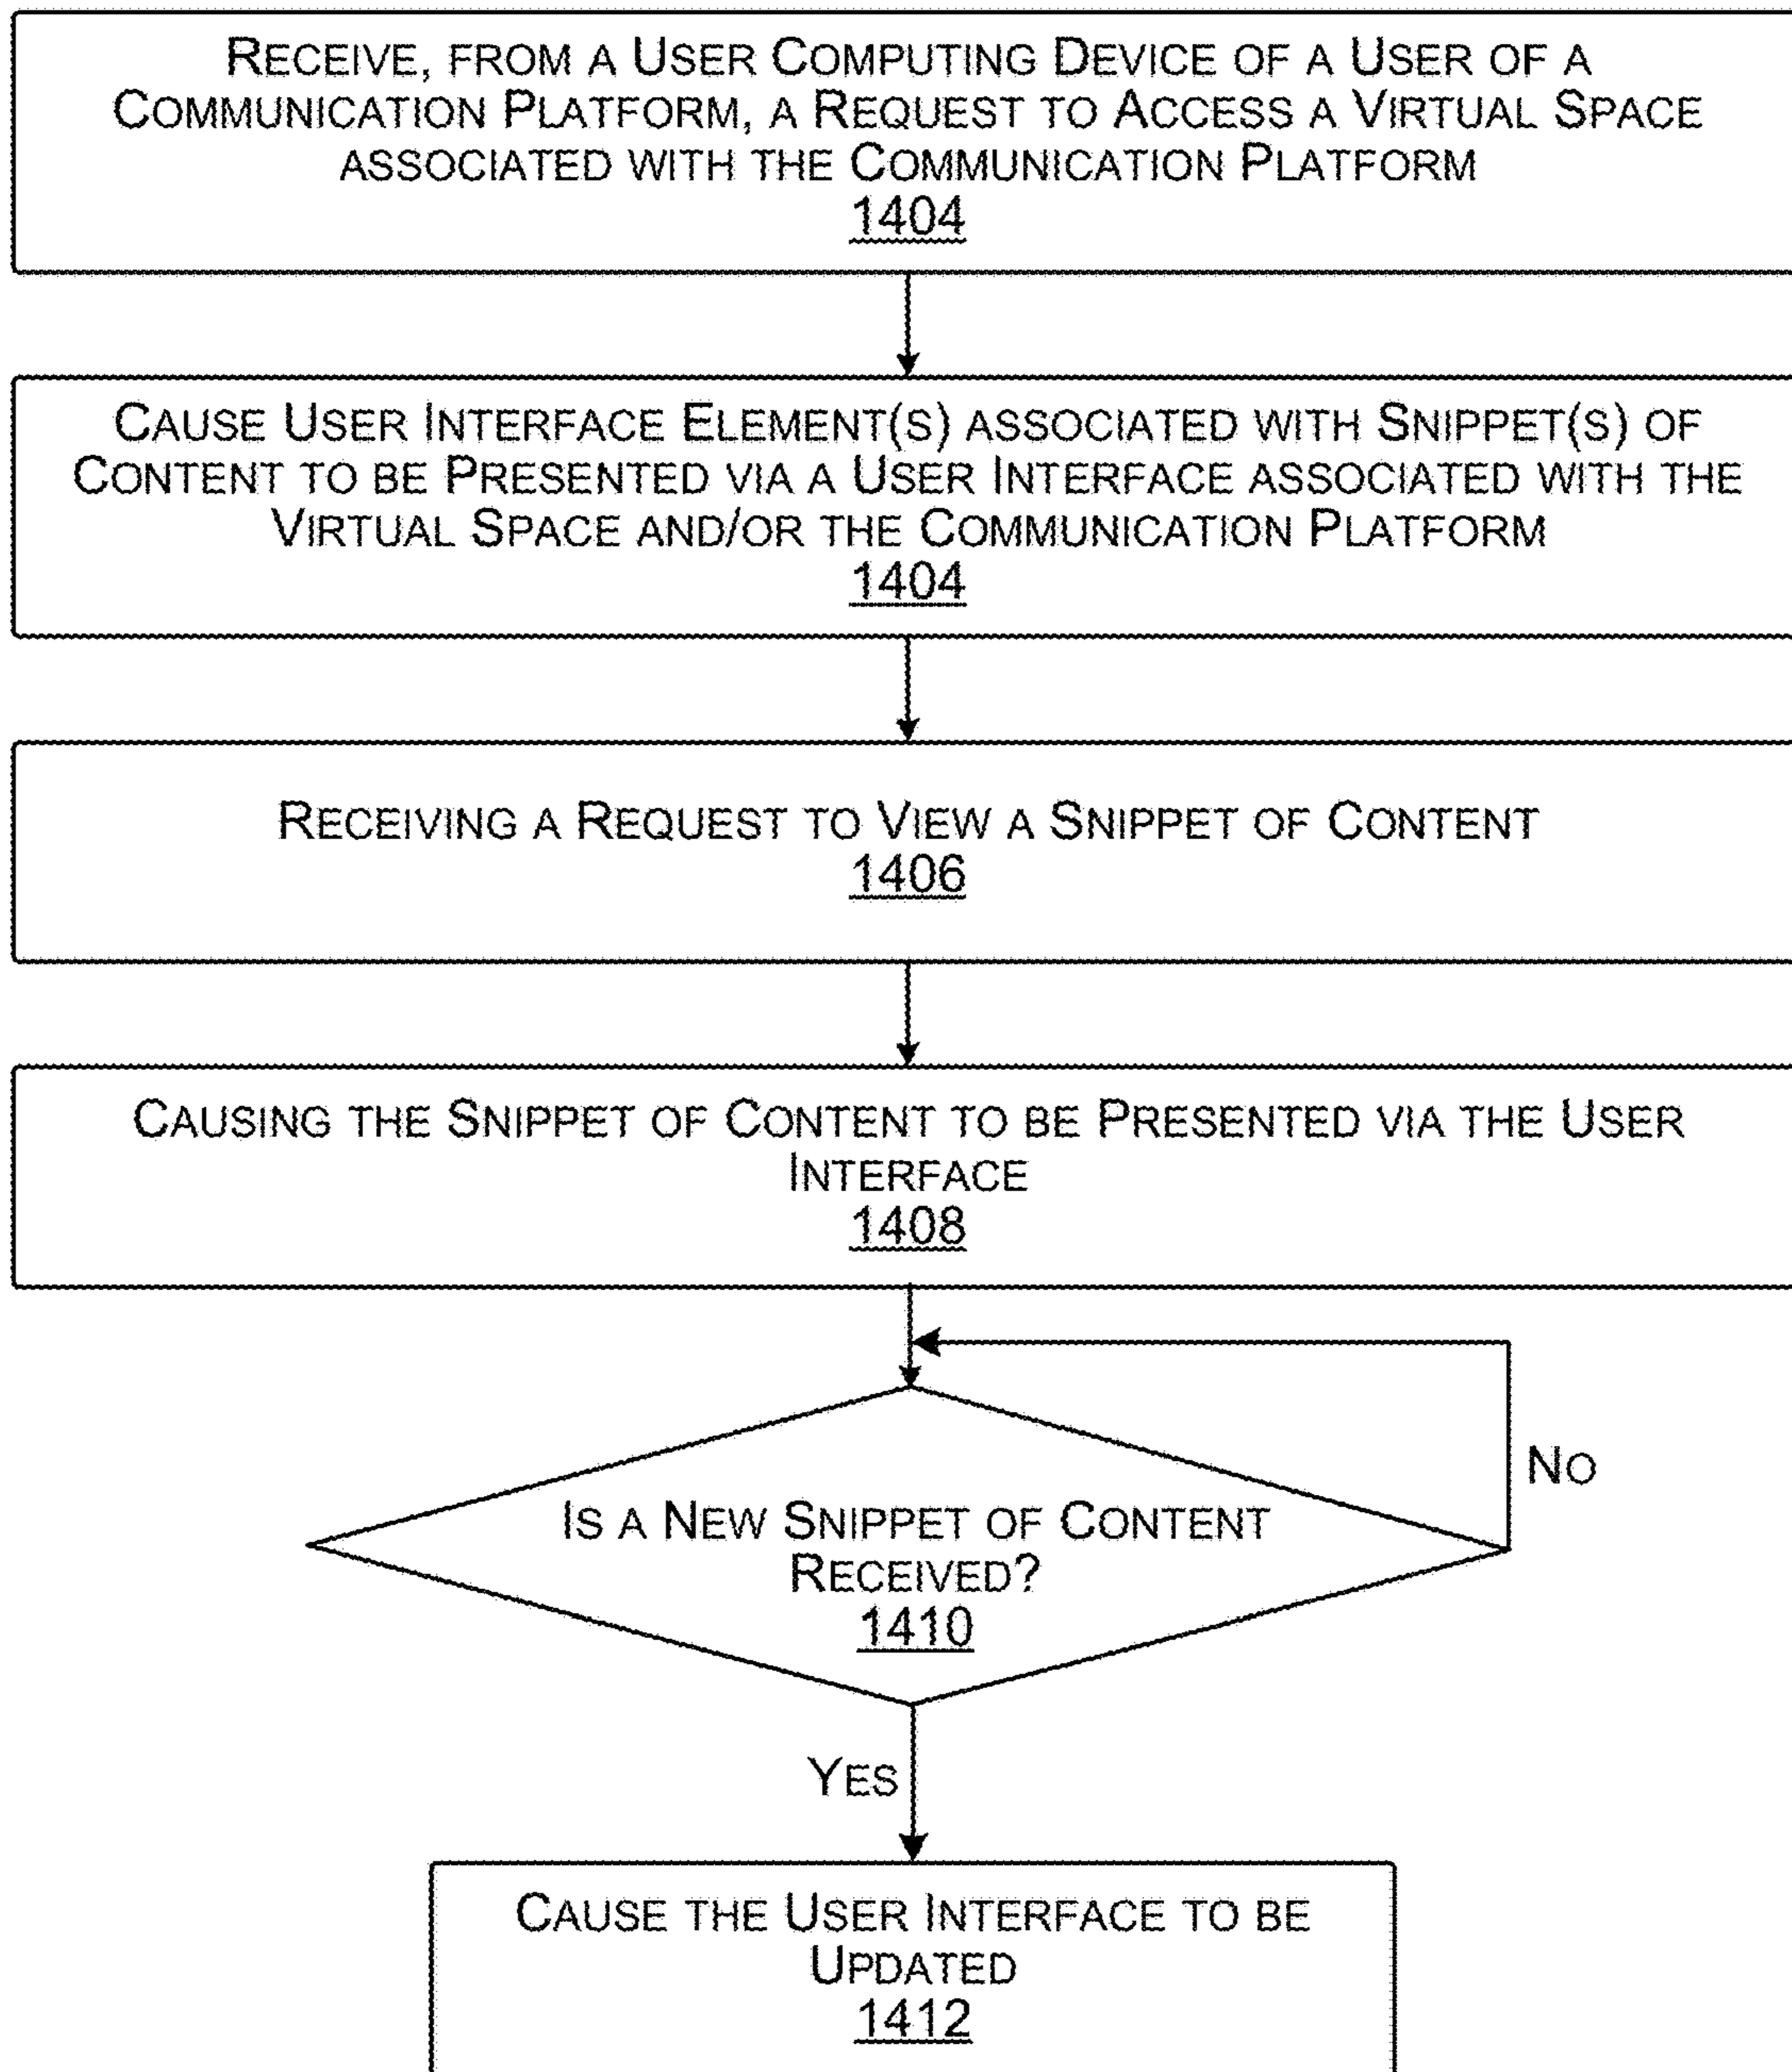 RECEIVE, FROM A USER COMPUTING DEVICE OF A USER OF A
COMMUNICATION PLATFORM, A REQUEST TO ACCESS A VIRTUAL SPACE
ASSOCIATED WITH THE COMMUNICATION PLATFORM
1404
CAUSE USER INTERFACE ELEMENT(S) ASSOCIATED WITH SNIPPET(S) OF
CONTENT TO BE PRESENTED VIA A USER INTERFACE ASSOCIATED WITH THE
VIRTUAL SPACE AND/OR THE COMMUNICATION PLATFORM
1404
RECEIVING A REQUEST TO VIEW A SNIPPET OF CONTENT
1406
CAUSING THE SNIPPET OF CONTENT TO BE PRESENTED VIA THE USER
INTERFACE
1408
NO
IS A NEW SNIPPET OF CONTENT
RECEIVED?
1410
YES
CAUSE THE USER INTERFACE TO BE
UPDATED
1412